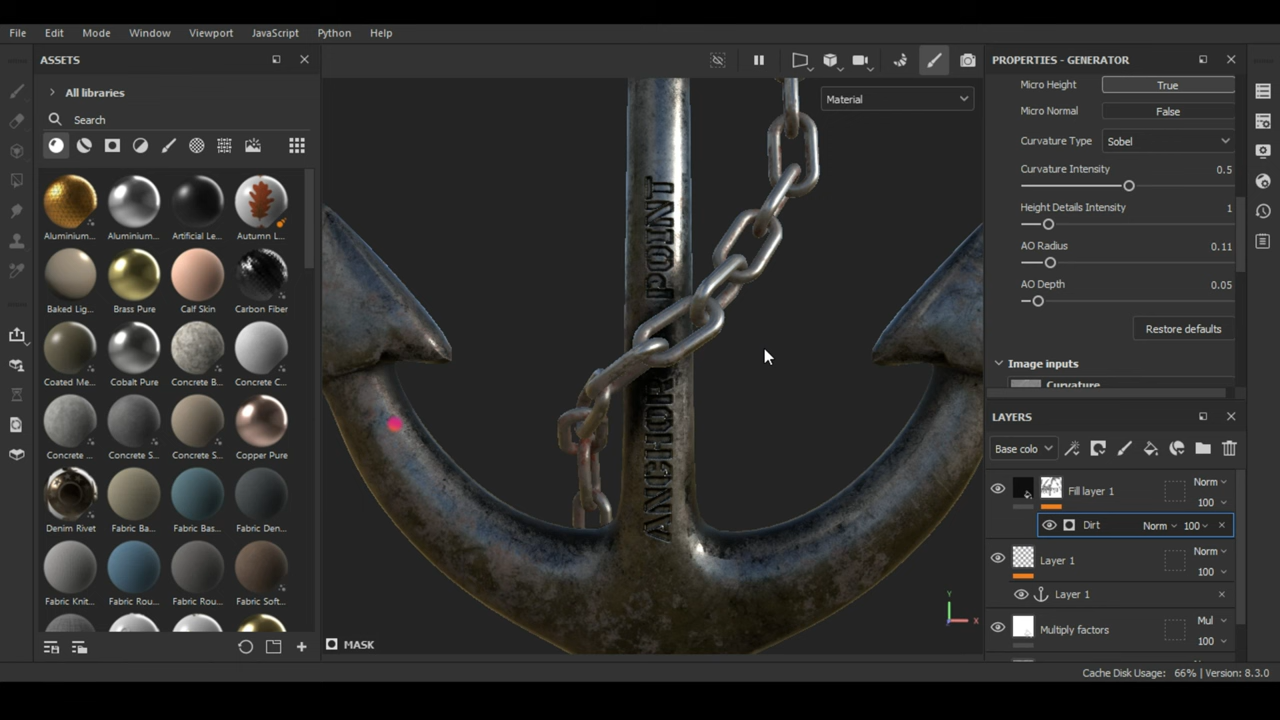 File Edit Mode Window Viewport JavaScript Python Help
ASSETS
All libraries
Search
Aluminium... Aluminium... Artificial Le... Autumn L...
Baked Lig... Brass Pure Calf Skin Carbon Fiber
Coated Me... Cobalt Pure Concrete B... Concrete C...
Concrete ... Concrete S... Concrete S... Copper Pure
Denim Rivet Fabric Ba... Fabric Bas... Fabric Den...
Fabric Knit... Fabric Rou... Fabric Rou... Fabric Soft...
Material
ANCHOR POINT
MASK
Y
X
PROPERTIES - GENERATOR
Micro Height True
Micro Normal False
Curvature Type Sobel
Curvature Intensity 0.5
Height Details Intensity 1
AO Radius 0.11
AO Depth 0.05
Restore defaults
Image inputs
Curvature
LAYERS
Base colo
Fill layer 1 Norm
100
Dirt Norm 100
Layer 1 Norm
100
Layer 1
Multiply factors Mul
100
Cache Disk Usage: 66% | Version: 8.3.0